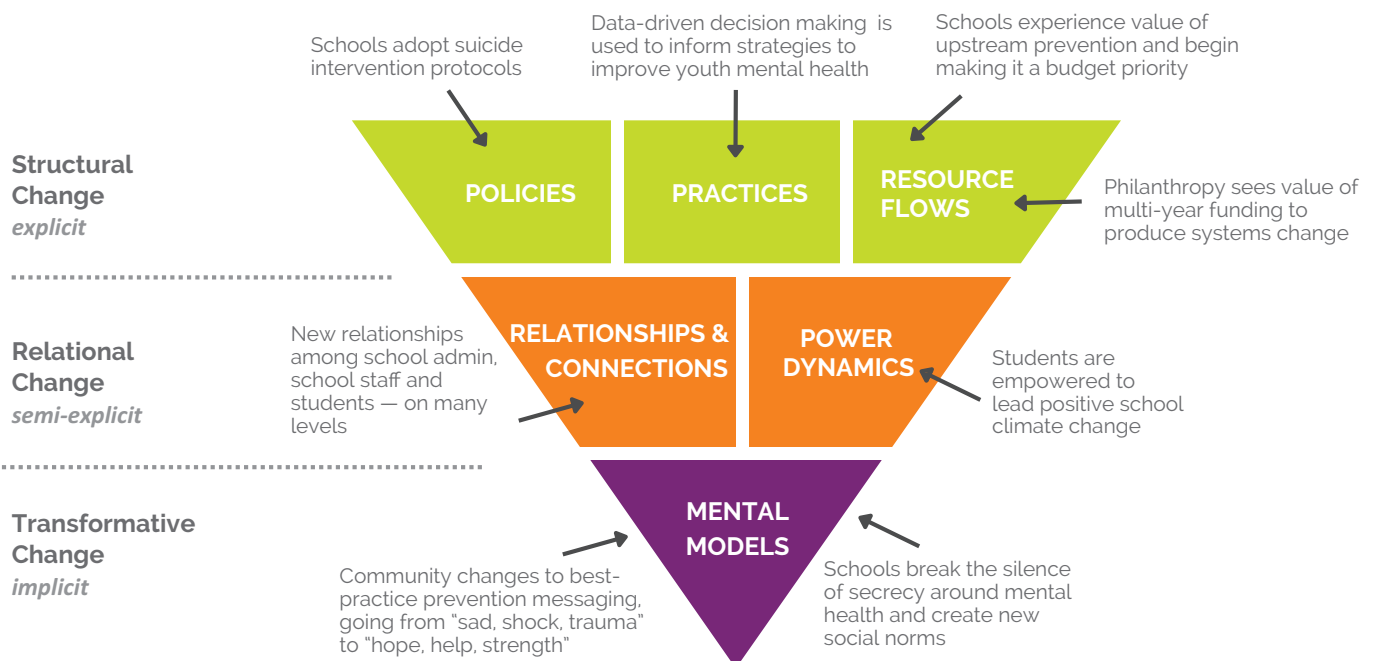 Schools adopt suicide
intervention protocols
Data-driven decision making is
used to inform strategies to
improve youth mental health
Schools experience value of
upstream prevention and begin
making it a budget priority
Structural
Change
explicit
POLICIES
PRACTICES
RESOURCE
FLOWS
Philanthropy sees value of
multi-year funding to
produce systems change
Relational
Change
semi-explicit
New relationships
among school admin,
school staff and
students — on many
levels
RELATIONSHIPS &
CONNECTIONS
POWER
DYNAMICS
Students are
empowered to
lead positive school
climate change
Transformative
Change
implicit
MENTAL
MODELS
Community changes to best-
practice prevention messaging,
going from “sad, shock, trauma”
to “hope, help, strength”
Schools break the silence
of secrecy around mental
health and create new
social norms